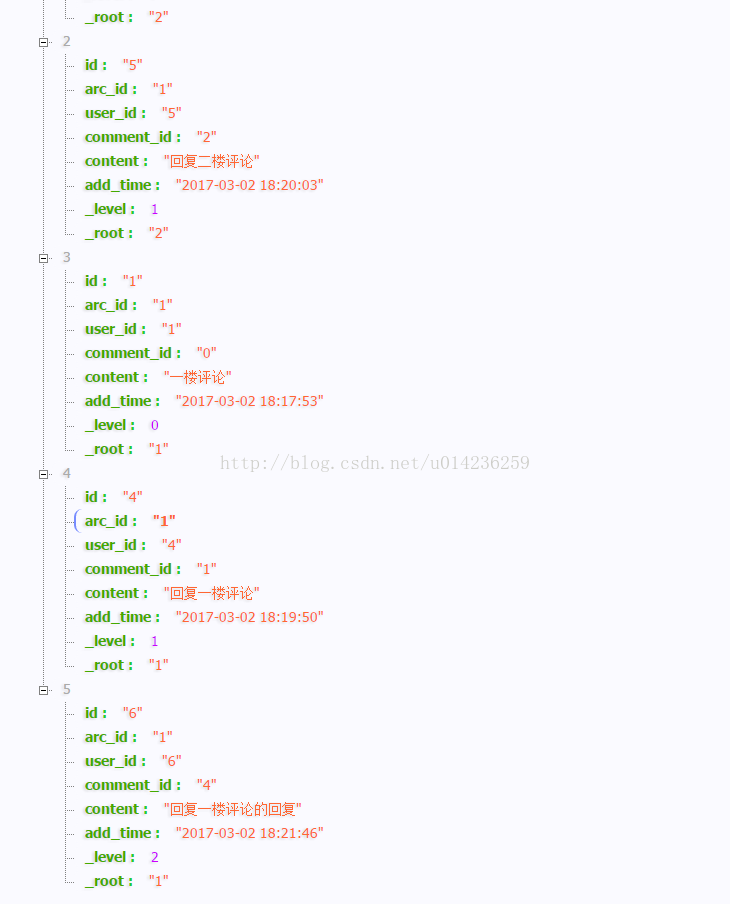 _root : "2"
2
id : "5"
arc_id : "1"
user_id : "5"
comment_id : "2"
content : "回复二楼评论"
add_time : "2017-03-02 18:20:03"
_level : 1
_root : "2"
3
id : "1"
arc_id : "1"
user_id : "1"
comment_id : "0"
content : "一楼评论"
add_time : "2017-03-02 18:17:53"
_level : 0
_root : "1"
http://blog.csdn.net/u014236259
4
id : "4"
arc_id : "1"
user_id : "4"
comment_id : "1"
content : "回复一楼评论"
add_time : "2017-03-02 18:19:50"
_level : 1
_root : "1"
5
id : "6"
arc_id : "1"
user_id : "6"
comment_id : "4"
content : "回复一楼评论的回复"
add_time : "2017-03-02 18:21:46"
_level : 2
_root : "1"